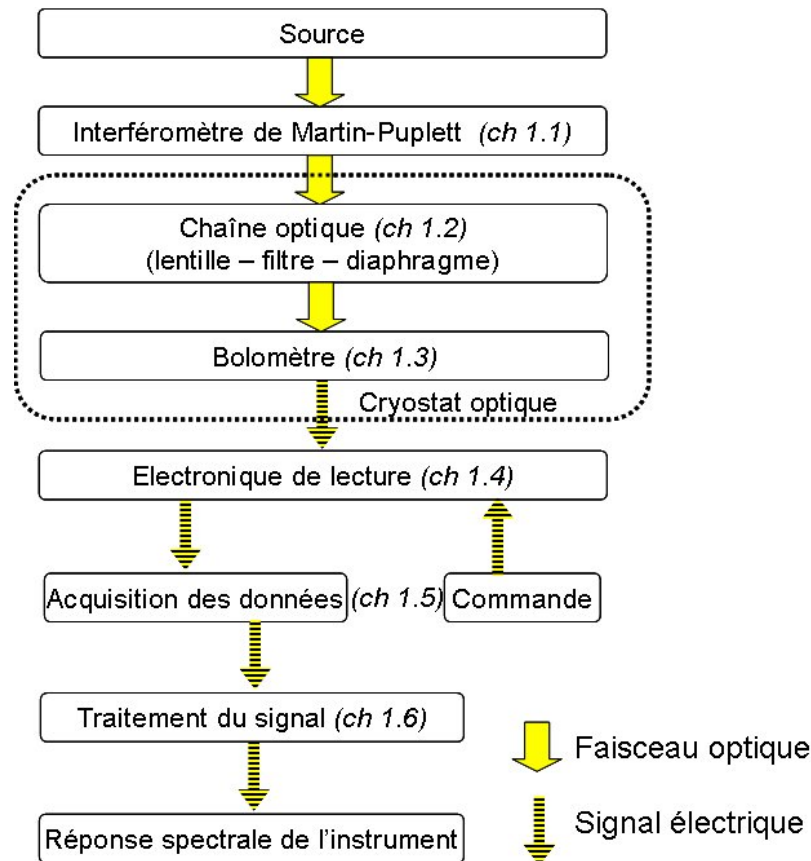 Source
Interféromètre de Martin-Puplett (ch 1.1)
Chaîne optique (ch 1.2)
(lentille – filtre – diaphragme)
Bolomètre (ch 1.3)
Cryostat optique
Electronique de lecture (ch 1.4)
Acquisition des données (ch 1.5) Commande
Traitement du signal (ch 1.6)
Faisceau optique
Signal électrique
Réponse spectrale de l'instrument